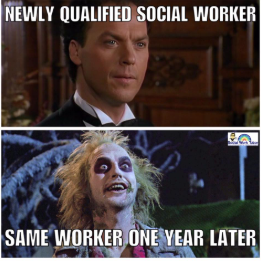 NEWLY QUALIFIED SOCIAL WORKER
SAME WORKER ONE YEAR LATER